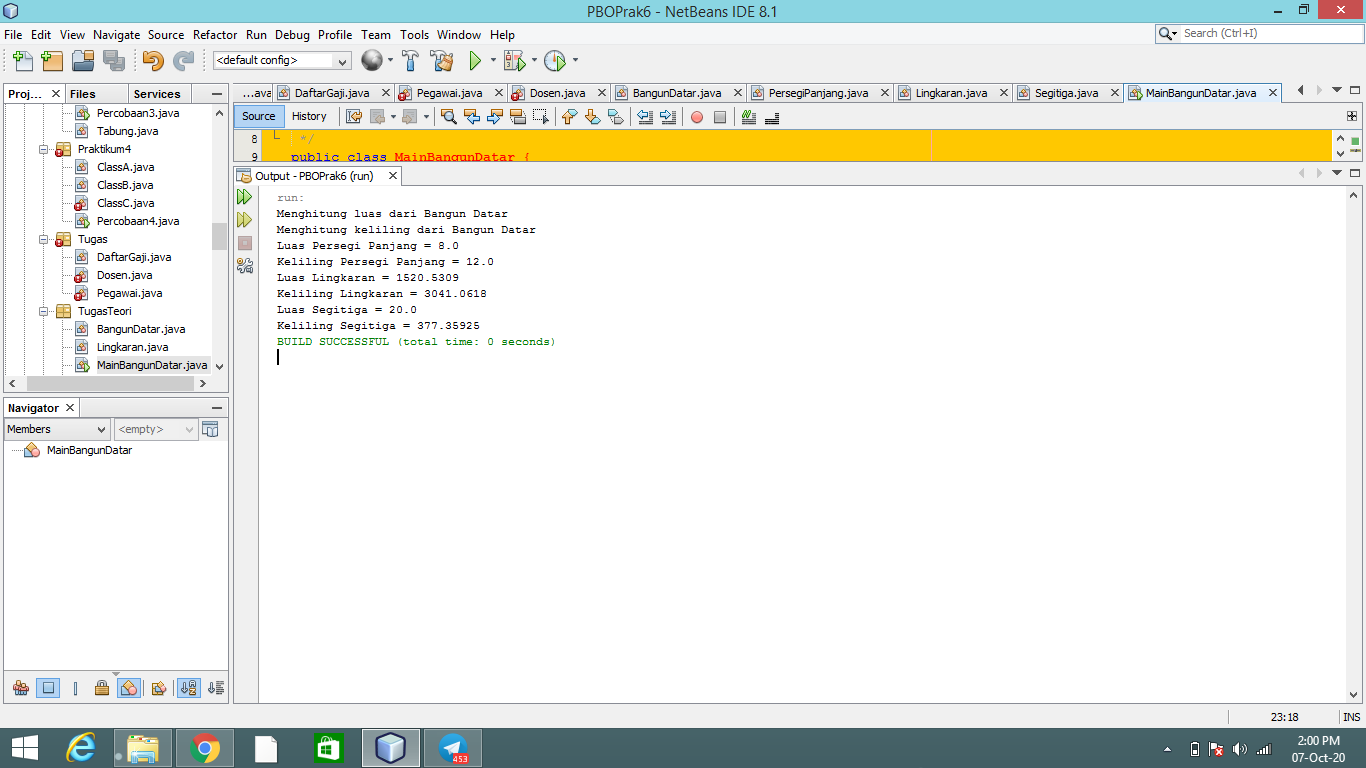 PBOPrak6 - NetBeans IDE 8.1
File Edit View Navigate Source Refactor Run Debug Profile Team Tools Window Help
Search (Ctrl+I)
<default config>
Proj... Files Services
Percobaan3.java
Tabung.java
Praktikum4
ClassA.java
ClassB.java
ClassC.java
Percobaan4.java
Tugas
DaftarGaji.java
Dosen.java
Pegawai.java
TugasTeori
BangunDatar.java
Lingkaran.java
MainBangunDatar.java
Navigator
Members <empty>
MainBangunDatar
...ava DaftarGaji.java Pegawai.java Dosen.java BangunDatar.java PersegiPanjang.java Lingkaran.java Segitiga.java MainBangunDatar.java
Source History
8 */
9 public class MainBangunDatar {
Output - PBOPrak6 (run)
run:
Menghitung luas dari Bangun Datar
Menghitung keliling dari Bangun Datar
Luas Persegi Panjang = 8.0
Keliling Persegi Panjang = 12.0
Luas Lingkaran = 1520.5309
Keliling Lingkaran = 3041.0618
Luas Segitiga = 20.0
Keliling Segitiga = 377.35925
BUILD SUCCESSFUL (total time: 0 seconds)
23:18 INS
453
2:00 PM
07-Oct-20